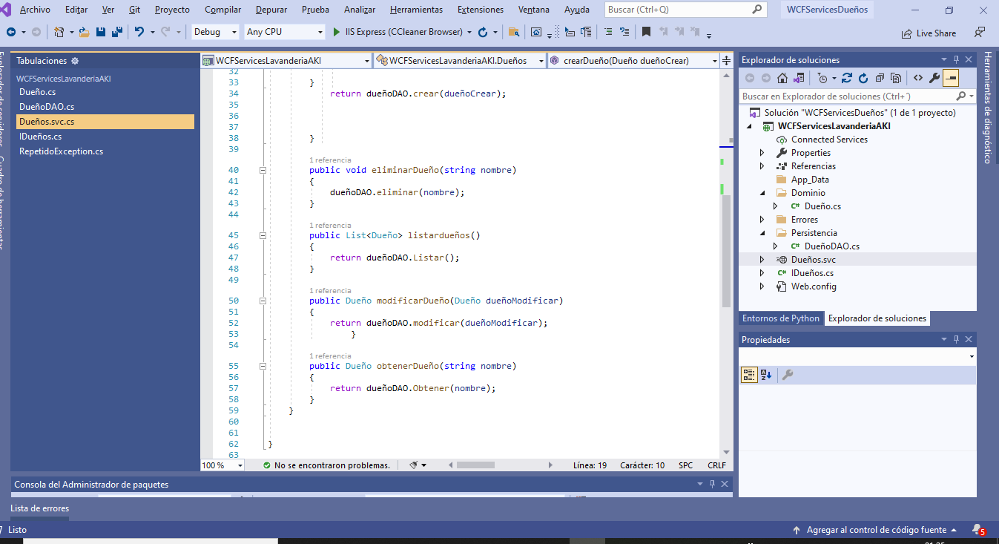 Archivo Editar Ver Git Proyecto Compilar Depurar Prueba Analizar Herramientas Extensiones Ventana Ayuda Buscar (Ctrl+Q) WCFServicesDueños
Debug Any CPU IIS Express (CCleaner Browser) Live Share
Tabulaciones
WCFServicesLavanderiaAKI
Dueño.cs
DueñoDAO.cs
Dueños.svc.cs
IDueños.cs
RepetidoException.cs
WCFServicesLavanderiaAKI WCFServicesLavanderiaAKI.Dueños crearDueño(Dueño dueñoCrear)
32
33 }
34 return dueñoDAO.crear(dueñoCrear);
35
36
37
38 }
39
1 referencia
40 public void eliminarDueño(string nombre)
41 {
42 dueñoDAO.eliminar(nombre);
43 }
44
1 referencia
45 public List<Dueño> listardueños()
46 {
47 return dueñoDAO.Listar();
48 }
49
1 referencia
50 public Dueño modificarDueño(Dueño dueñoModificar)
51 {
52 return dueñoDAO.modificar(dueñoModificar);
53 }
54
1 referencia
55 public Dueño obtenerDueño(string nombre)
56 {
57 return dueñoDAO.Obtener(nombre);
58 }
59 }
60
61
62 }
63
100 % No se encontraron problemas. Línea: 19 Carácter: 10 SPC CRLF
Explorador de soluciones
Buscar en Explorador de soluciones (Ctrl+´)
Solución "WCFServicesDueños" (1 de 1 proyecto)
WCFServicesLavanderiaAKI
Connected Services
Properties
Referencias
App_Data
Dominio
C# Dueño.cs
Errores
Persistencia
C# DueñoDAO.cs
Dueños.svc
C# IDueños.cs
Web.config
Entornos de Python Explorador de soluciones
Propiedades
Herramientas de diagnóstico
Consola del Administrador de paquetes
Lista de errores
Listo Agregar al control de código fuente 5